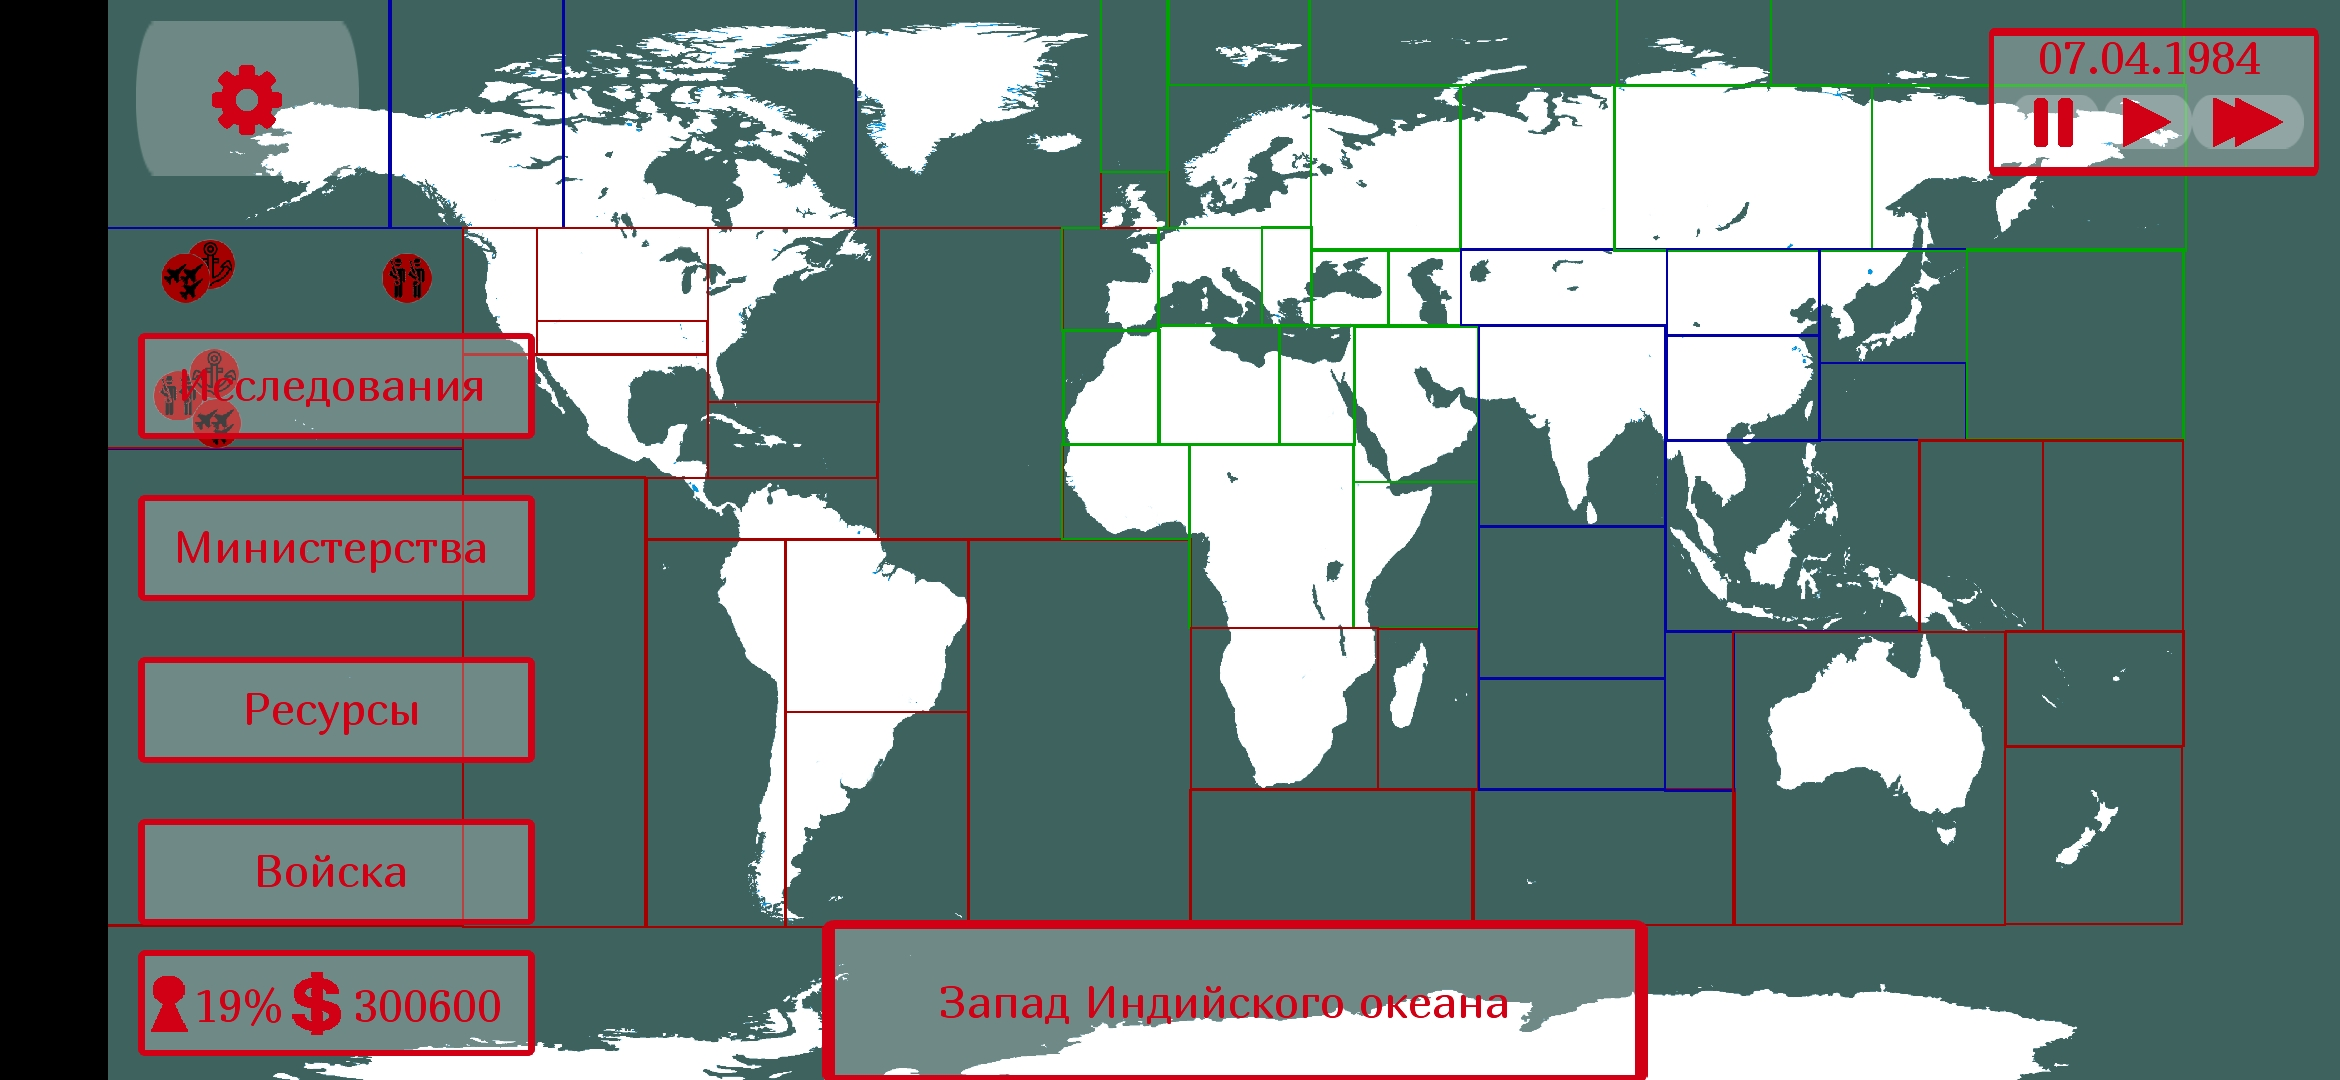 07.04.1984
Исследования
Министерства
Ресурсы
Войска
19% $ 300600
Запад Индийского океана